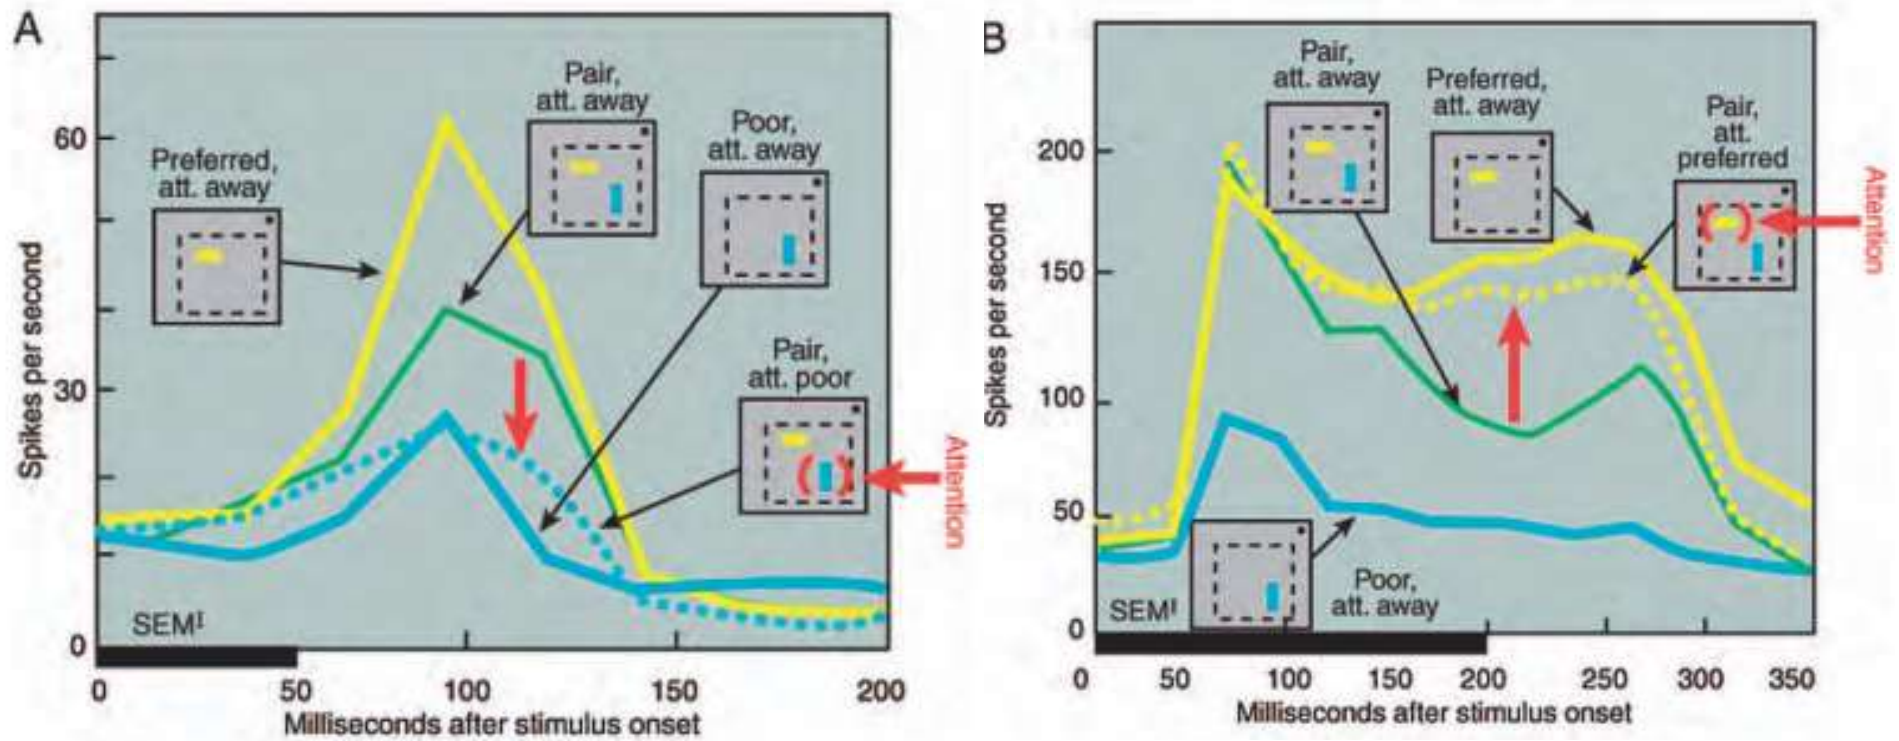 A
Spikes per second
60
30
0
Preferred,
att. away
Pair,
att. away
Poor,
att. away
Pair,
att. poor
Attention
SEM
0 50 100 150 200
Milliseconds after stimulus onset
B
Spikes per second
200
150
100
50
0
Pair,
att. away
Preferred,
att. away
Pair,
att.
preferred
Attention
Poor,
att. away
SEM
0 50 100 150 200 250 300 350
Milliseconds after stimulus onset